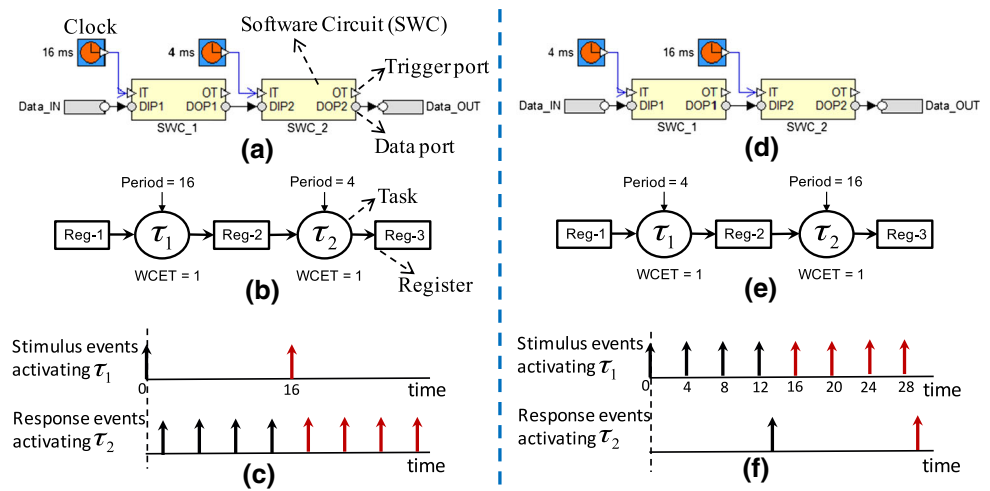 Clock
Software Circuit (SWC)
16 ms
4 ms
Trigger port
IT
OT
IT
OT
Data_IN
DIP1
DOP1
DIP2
DOP2
Data_OUT
SWC_1
SWC_2
Data port
(a)
Period = 16
Period = 4
Task
Reg-1
τ1
Reg-2
τ2
Reg-3
WCET = 1
WCET = 1
Register
(b)
Stimulus events
activating τ1
0
16
time
Response events
activating τ2
time
(c)
4 ms
16 ms
IT
OT
IT
OT
Data_IN
DIP1
DOP1
DIP2
DOP2
Data_OUT
SWC_1
SWC_2
(d)
Period = 4
Period = 16
Reg-1
τ1
Reg-2
τ2
Reg-3
WCET = 1
WCET = 1
(e)
Stimulus events
activating τ1
0
4
8
12
16
20
24
28
time
Response events
activating τ2
time
(f)